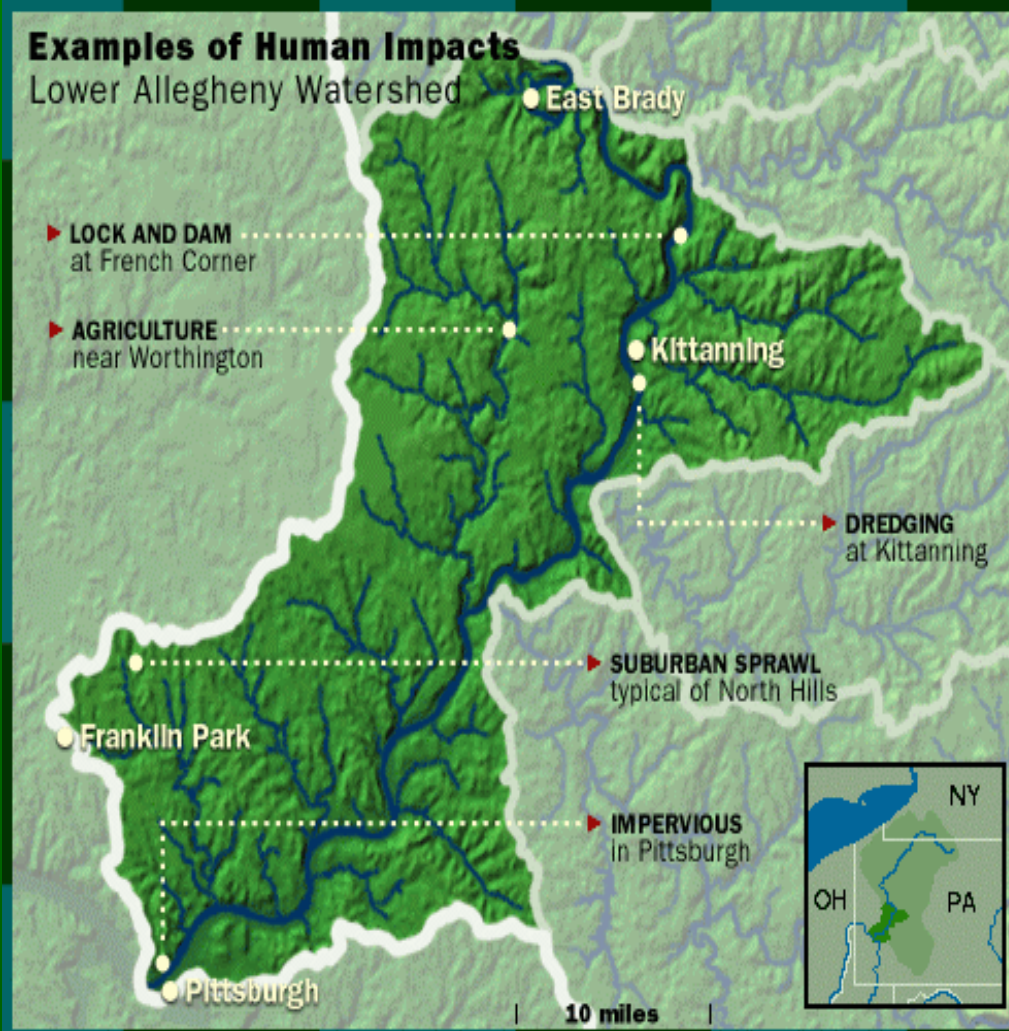 Examples of Human Impacts
Lower Allegheny Watershed
East Brady
LOCK AND DAM
at French Corner
AGRICULTURE
near Worthington
Kittanning
DREDGING
at Kittanning
SUBURBAN SPRAWL
typical of North Hills
Franklin Park
IMPERVIOUS
in Pittsburgh
NY
OH
PA
Pittsburgh
10 miles